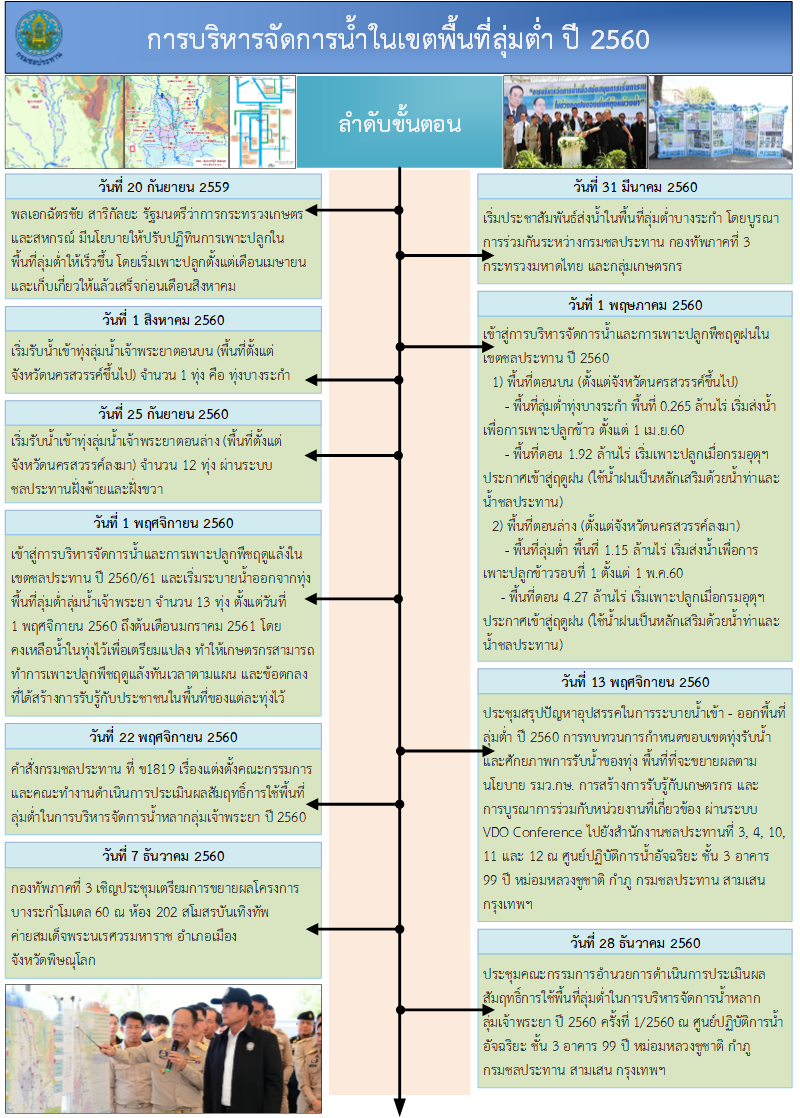 การบริหารจัดการน้ำในเขตพื้นที่ลุ่มต่ำ ปี 2560
กรมชลประทาน
ลำดับขั้นตอน
วันที่ 20 กันยายน 2559
พลเอกฉัตรชัย สาริกัลยะ รัฐมนตรีว่าการกระทรวงเกษตร
และสหกรณ์ มีนโยบายให้ปรับปฏิทินการเพาะปลูกใน
พื้นที่ลุ่มต่ำให้เร็วขึ้น โดยเริ่มเพาะปลูกตั้งแต่เดือนเมษายน
และเก็บเกี่ยวให้แล้วเสร็จก่อนเดือนสิงหาคม
วันที่ 31 มีนาคม 2560
เริ่มประชาสัมพันธ์ส่งน้ำในพื้นที่ลุ่มต่ำบางระกำ โดยบูรณา
การร่วมกันระหว่างกรมชลประทาน กองทัพภาคที่ 3
กระทรวงมหาดไทย และกลุ่มเกษตรกร
วันที่ 1 พฤษภาคม 2560
เข้าสู่การบริหารจัดการน้ำและการเพาะปลูกพืชฤดูฝนใน
เขตชลประทาน ปี 2560
1) พื้นที่ตอนบน (ตั้งแต่จังหวัดนครสวรรค์ขึ้นไป)
- พื้นที่ลุ่มต่ำทุ่งบางระกำ พื้นที่ 0.265 ล้านไร่ เริ่มส่งน้ำ
เพื่อการเพาะปลูกข้าว ตั้งแต่ 1 เม.ย.60
- พื้นที่ดอน 1.92 ล้านไร่ เริ่มเพาะปลูกเมื่อกรมอุตุฯ
ประกาศเข้าสู่ฤดูฝน (ใช้น้ำฝนเป็นหลักเสริมด้วยน้ำท่าและ
น้ำชลประทาน)
2) พื้นที่ตอนล่าง (ตั้งแต่จังหวัดนครสวรรค์ลงมา)
- พื้นที่ลุ่มต่ำ พื้นที่ 1.15 ล้านไร่ เริ่มส่งน้ำเพื่อการ
เพาะปลูกข้าวรอบที่ 1 ตั้งแต่ 1 พ.ค.60
- พื้นที่ดอน 4.27 ล้านไร่ เริ่มเพาะปลูกเมื่อกรมอุตุฯ
ประกาศเข้าสู่ฤดูฝน (ใช้น้ำฝนเป็นหลักเสริมด้วยน้ำท่าและ
น้ำชลประทาน)
วันที่ 1 สิงหาคม 2560
เริ่มรับน้ำเข้าทุ่งลุ่มน้ำเจ้าพระยาตอนบน (พื้นที่ตั้งแต่
จังหวัดนครสวรรค์ขึ้นไป) จำนวน 1 ทุ่ง คือ ทุ่งบางระกำ
วันที่ 25 กันยายน 2560
เริ่มรับน้ำเข้าทุ่งลุ่มน้ำเจ้าพระยาตอนล่าง (พื้นที่ตั้งแต่
จังหวัดนครสวรรค์ลงมา) จำนวน 12 ทุ่ง ผ่านระบบ
ชลประทานฝั่งซ้ายและฝั่งขวา
วันที่ 1 พฤศจิกายน 2560
เข้าสู่การบริหารจัดการน้ำและการเพาะปลูกพืชฤดูแล้งใน
เขตชลประทาน ปี 2560/61 และเริ่มระบายน้ำออกจากทุ่ง
พื้นที่ลุ่มต่ำลุ่มน้ำเจ้าพระยา จำนวน 13 ทุ่ง ตั้งแต่วันที่
1 พฤศจิกายน 2560 ถึงต้นเดือนมกราคม 2561 โดย
คงเหลือน้ำในทุ่งไว้เพื่อเตรียมแปลง ทำให้เกษตรกรสามารถ
ทำการเพาะปลูกพืชฤดูแล้งทันเวลาตามแผน และข้อตกลง
ที่ได้สร้างการรับรู้กับประชาชนในพื้นที่ของแต่ละทุ่งไว้
วันที่ 13 พฤศจิกายน 2560
ประชุมสรุปปัญหาอุปสรรคในการระบายน้ำเข้า - ออกพื้นที่
ลุ่มต่ำ ปี 2560 การทบทวนการกำหนดขอบเขตทุ่งรับน้ำ
และศักยภาพการรับน้ำของทุ่ง พื้นที่ที่จะขยายผลตาม
นโยบาย รมว.กษ. การสร้างการรับรู้กับเกษตรกร และ
การบูรณาการร่วมกับหน่วยงานที่เกี่ยวข้อง ผ่านระบบ
VDO Conference ไปยังสำนักงานชลประทานที่ 3, 4, 10,
11 และ 12 ณ ศูนย์ปฏิบัติการน้ำอัจฉริยะ ชั้น 3 อาคาร
99 ปี หม่อมหลวงชูชาติ กำภู กรมชลประทาน สามเสน
กรุงเทพฯ
วันที่ 22 พฤศจิกายน 2560
คำสั่งกรมชลประทาน ที่ ข1819 เรื่องแต่งตั้งคณะกรรมการ
และคณะทำงานดำเนินการประเมินผลสัมฤทธิ์การใช้พื้นที่
ลุ่มต่ำในการบริหารจัดการน้ำหลากลุ่มเจ้าพระยา ปี 2560
วันที่ 7 ธันวาคม 2560
กองทัพภาคที่ 3 เชิญประชุมเตรียมการขยายผลโครงการ
บางระกำโมเดล 60 ณ ห้อง 202 สโมสรบันเทิงทัพ
ค่ายสมเด็จพระนเรศวรมหาราช อำเภอเมือง
จังหวัดพิษณุโลก
วันที่ 28 ธันวาคม 2560
ประชุมคณะกรรมการอำนวยการดำเนินการประเมินผล
สัมฤทธิ์การใช้พื้นที่ลุ่มต่ำในการบริหารจัดการน้ำหลาก
ลุ่มเจ้าพระยา ปี 2560 ครั้งที่ 1/2560 ณ ศูนย์ปฏิบัติการน้ำ
อัจฉริยะ ชั้น 3 อาคาร 99 ปี หม่อมหลวงชูชาติ กำภู
กรมชลประทาน สามเสน กรุงเทพฯ